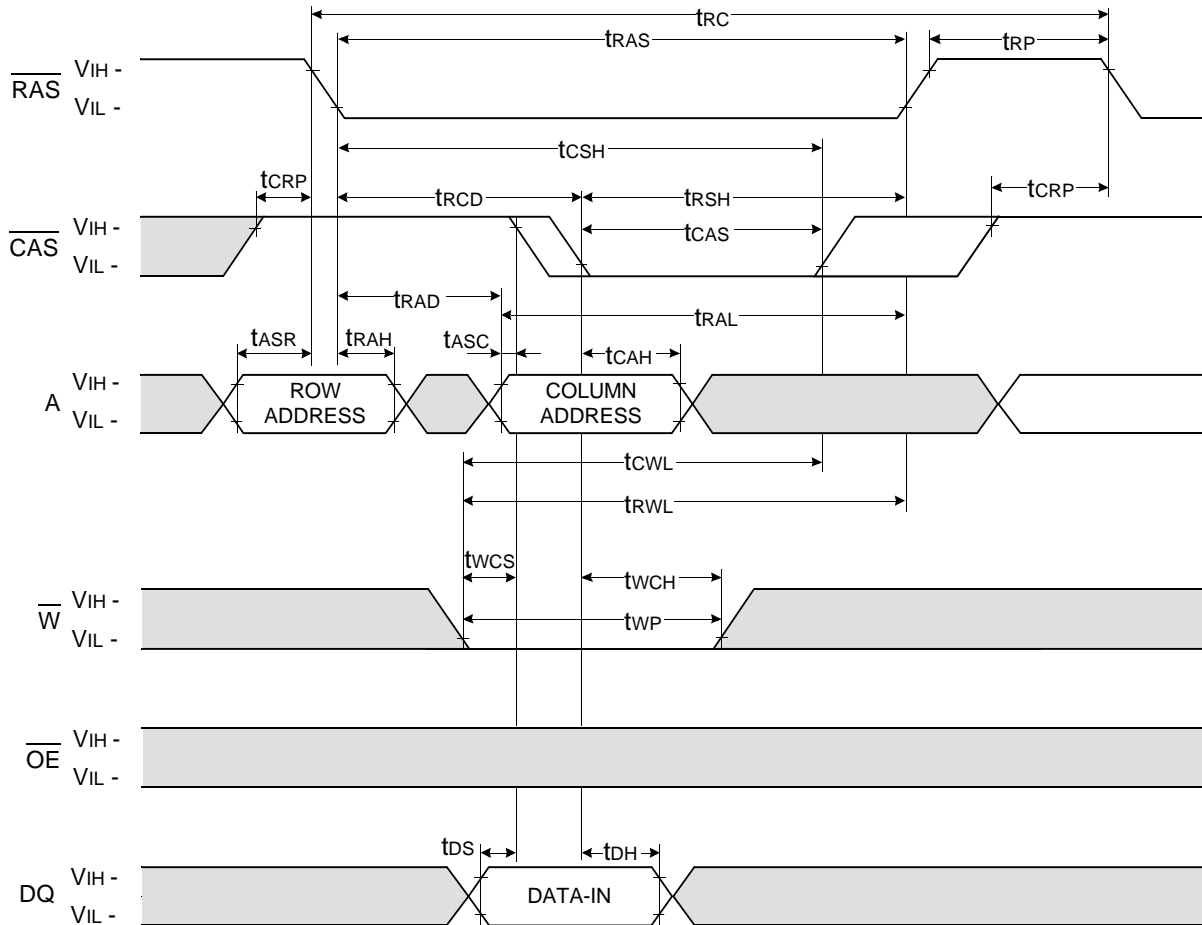 tRC
tRAS
tRP
RAS
VIH -
VIL -
tCSH
tCRP
tRCD
tRSH
tCRP
CAS
VIH -
VIL -
tCAS
tRAD
tRAL
tASR
tRAH
tASC
tCAH
A
VIH -
VIL -
ROW
ADDRESS
COLUMN
ADDRESS
tCWL
tRWL
tWCS
tWCH
W
VIH -
VIL -
tWP
OE
VIH -
VIL -
tDS
tDH
DQ
VIH -
VIL -
DATA-IN